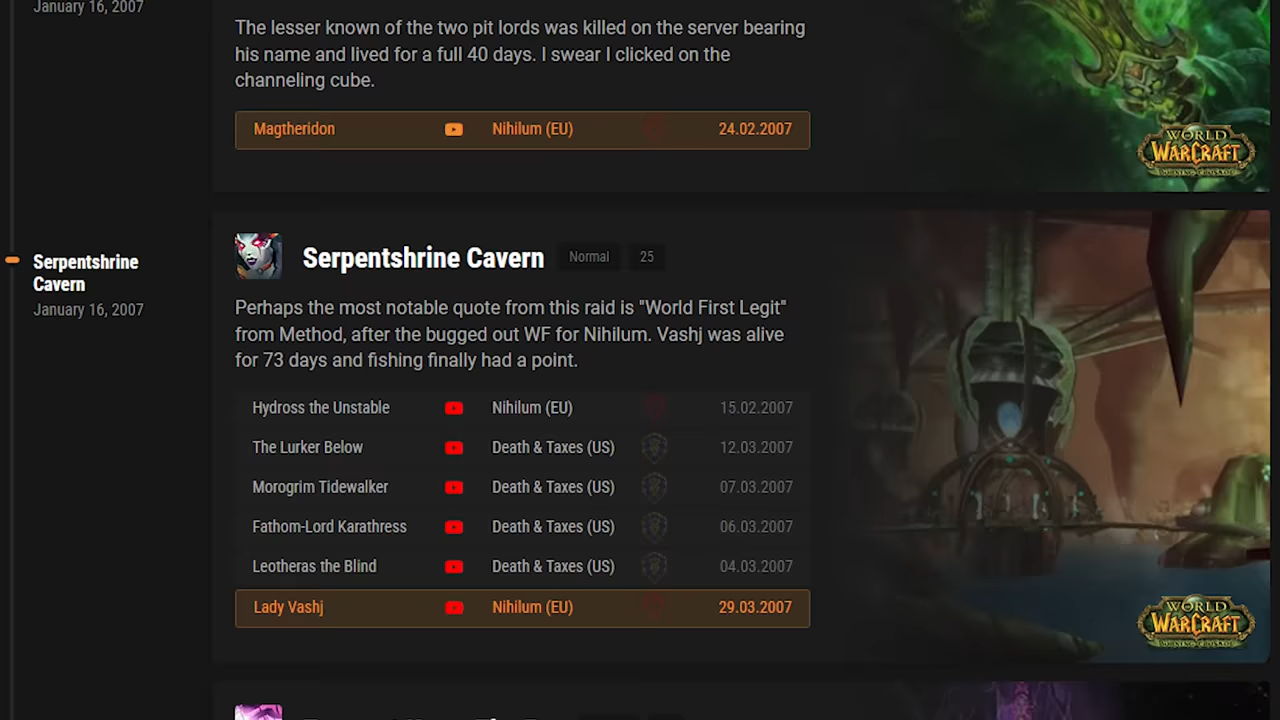 January 16, 2007
The lesser known of the two pit lords was killed on the server bearing
his name and lived for a full 40 days. I swear I clicked on the
channeling cube.
Magtheridon Nihilum (EU) 24.02.2007
WORLD
WARCRAFT
BURNING CRUSADE
Serpentshrine
Cavern
January 16, 2007
Serpentshrine Cavern Normal 25
Perhaps the most notable quote from this raid is "World First Legit"
from Method, after the bugged out WF for Nihilum. Vashj was alive
for 73 days and fishing finally had a point.
Hydross the Unstable Nihilum (EU) 15.02.2007
The Lurker Below Death & Taxes (US) 12.03.2007
Morogrim Tidewalker Death & Taxes (US) 07.03.2007
Fathom-Lord Karathress Death & Taxes (US) 06.03.2007
Leotheras the Blind Death & Taxes (US) 04.03.2007
Lady Vashj Nihilum (EU) 29.03.2007
WORLD
WARCRAFT
BURNING CRUSADE